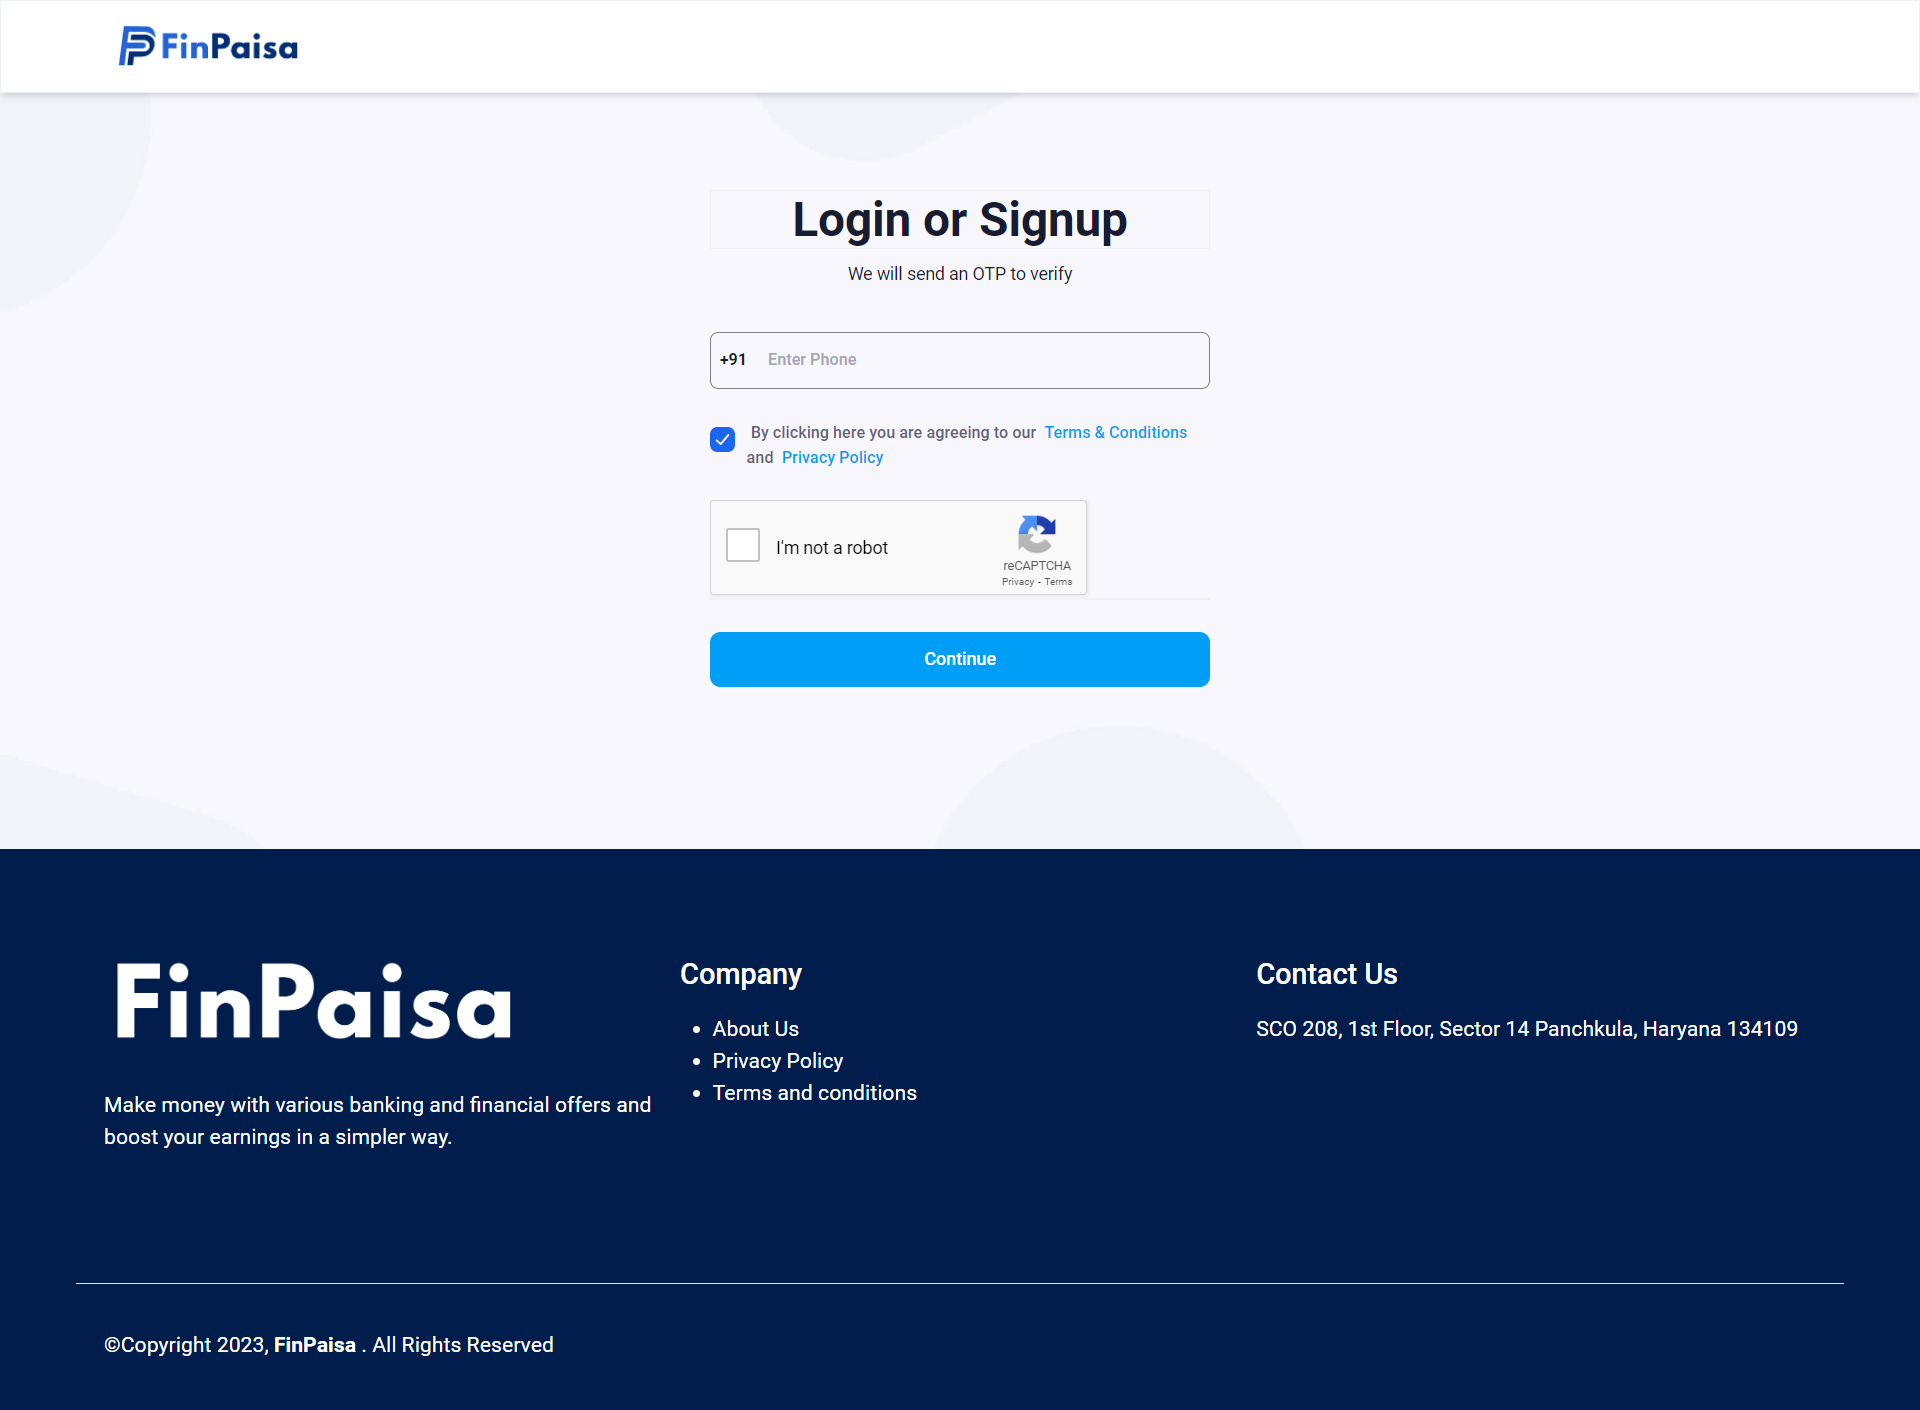 FinPaisa
Login or Signup
We will send an OTP to verify
+91 Enter Phone
By clicking here you are agreeing to our Terms & Conditions
and Privacy Policy
I'm not a robot
reCAPTCHA
Privacy - Terms
Continue
FinPaisa
Make money with various banking and financial offers and
boost your earnings in a simpler way.
Company
About Us
Privacy Policy
Terms and conditions
Contact Us
SCO 208, 1st Floor, Sector 14 Panchkula, Haryana 134109
©Copyright 2023, FinPaisa . All Rights Reserved